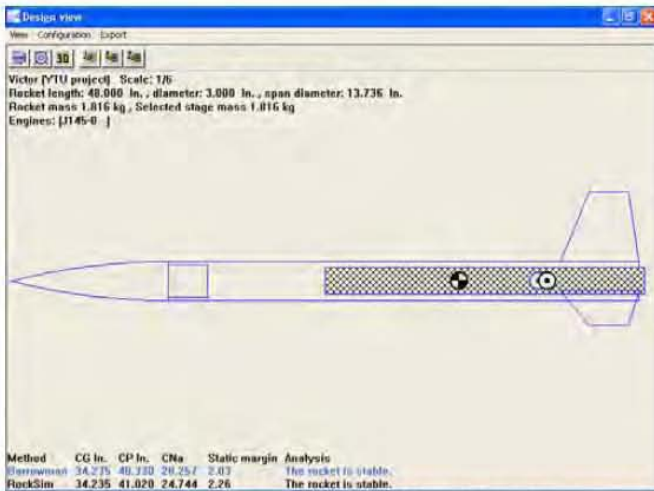 Design view
View Configuration Export
3D
Victor (YTU project) Scale: 1/6
Rocket length: 48.000 In. , diameter: 3.000 In. , span diameter: 13.736 In.
Rocket mass 1.816 kg , Selected stage mass 1.816 kg
Engines: [J145-0 ]
Method CG In. CP In. CNa Static margin Analysis
Barrowman 34.235 40.330 2.03 The rocket is stable.
RockSim 34.235 41.020 24.744 2.26 The rocket is stable.